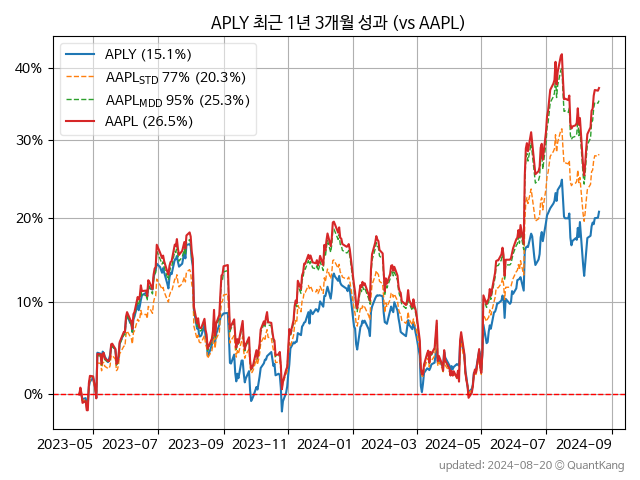 APLY 최근 1년 3개월 성과 (vs AAPL)
APLY (15.1%)
AAPL_STD 77% (20.3%)
AAPL_MDD 95% (25.3%)
AAPL (26.5%)
40%
30%
20%
10%
0%
2023-05 2023-07 2023-09 2023-11 2024-01 2024-03 2024-05 2024-07 2024-09
updated: 2024-08-20 © QuantKang